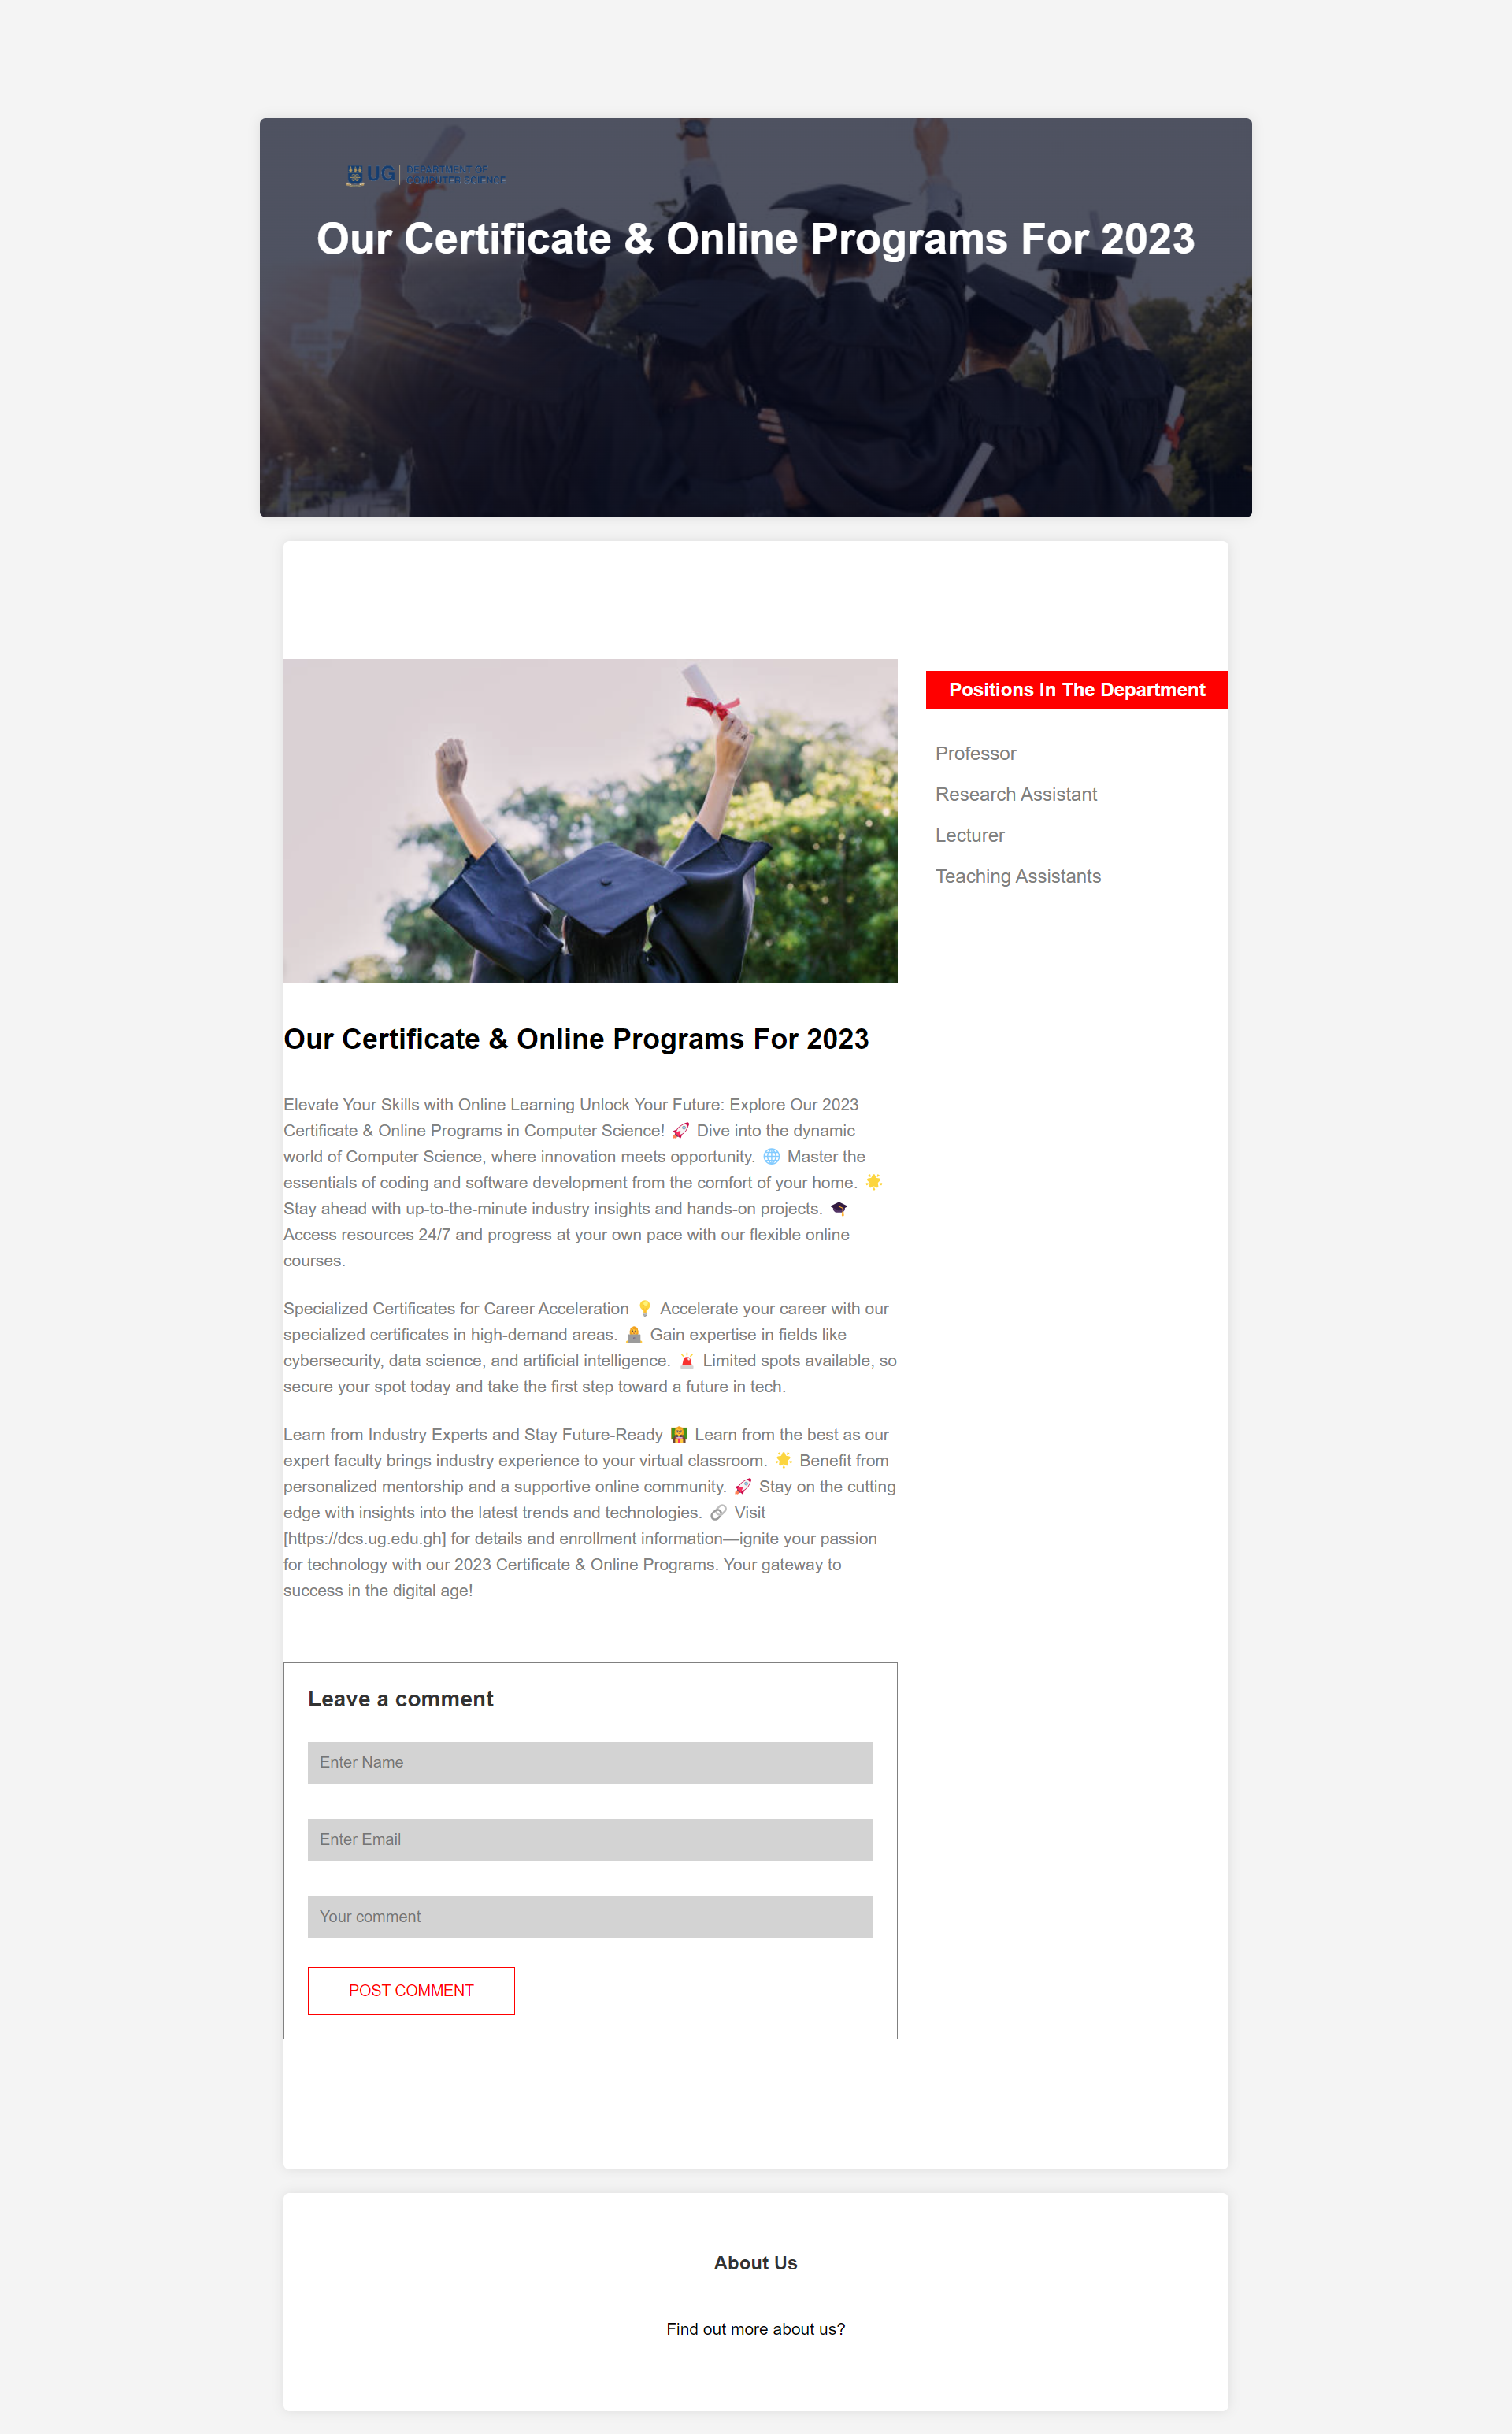 UG DEPARTMENT OF
COMPUTER SCIENCE
Our Certificate & Online Programs For 2023
Positions In The Department
Professor
Research Assistant
Lecturer
Teaching Assistants
Our Certificate & Online Programs For 2023
Elevate Your Skills with Online Learning Unlock Your Future: Explore Our 2023
Certificate & Online Programs in Computer Science! 🚀 Dive into the dynamic
world of Computer Science, where innovation meets opportunity. 🌐 Master the
essentials of coding and software development from the comfort of your home. 🌟
Stay ahead with up-to-the-minute industry insights and hands-on projects. 🎓
Access resources 24/7 and progress at your own pace with our flexible online
courses.
Specialized Certificates for Career Acceleration 💡 Accelerate your career with our
specialized certificates in high-demand areas. 👩‍💻 Gain expertise in fields like
cybersecurity, data science, and artificial intelligence. 🚨 Limited spots available, so
secure your spot today and take the first step toward a future in tech.
Learn from Industry Experts and Stay Future-Ready 👩‍🏫 Learn from the best as our
expert faculty brings industry experience to your virtual classroom. 🌟 Benefit from
personalized mentorship and a supportive online community. 🚀 Stay on the cutting
edge with insights into the latest trends and technologies. 🔗 Visit
[https://dcs.ug.edu.gh] for details and enrollment information—ignite your passion
for technology with our 2023 Certificate & Online Programs. Your gateway to
success in the digital age!
Leave a comment
Enter Name
Enter Email
Your comment
POST COMMENT
About Us
Find out more about us?